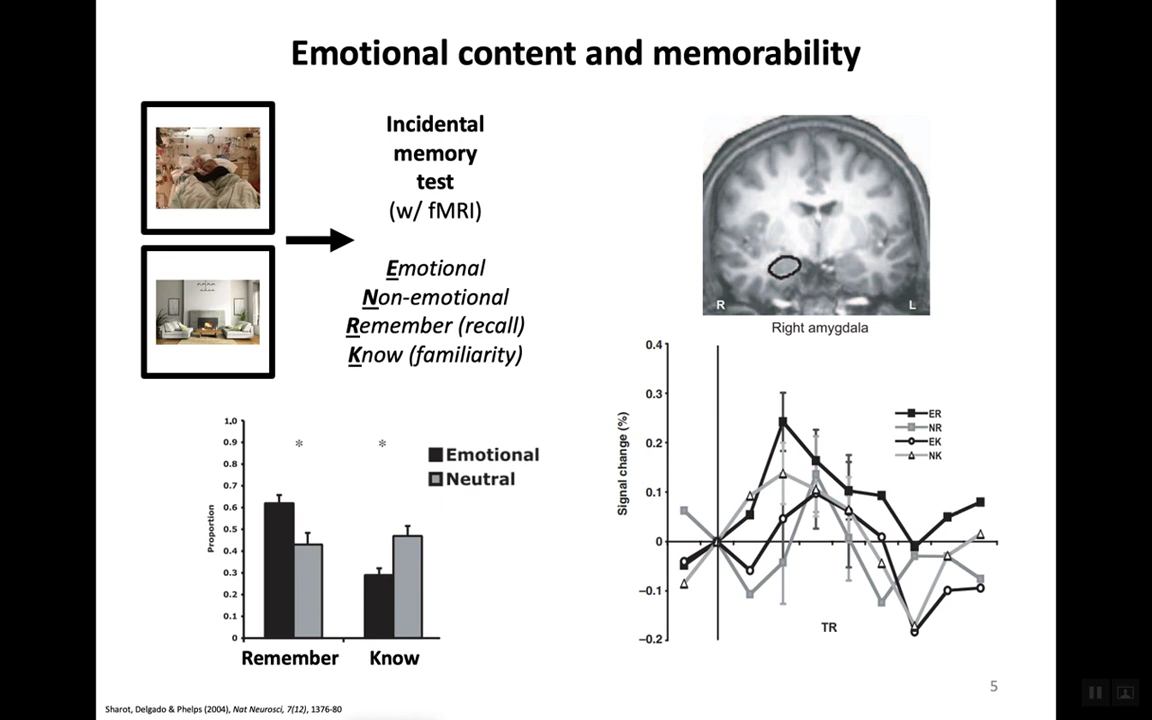 Emotional content and memorability
Incidental
memory
test
(w/ fMRI)
Emotional
Non-emotional
Remember (recall)
Know (familiarity)
R
L
Right amygdala
1,0
0.9
0.8
0.7
0.6
0.5
0.4
0.3
0.2
0.1
0
Proportion
*
*
Emotional
Neutral
Remember
Know
0.4
0.3
0.2
0.1
0
–0.1
–0.2
Signal change (%)
ER
NR
EK
NK
TR
5
Sharot, Delgado & Phelps (2004), Nat Neurosci, 7(12), 1376-80